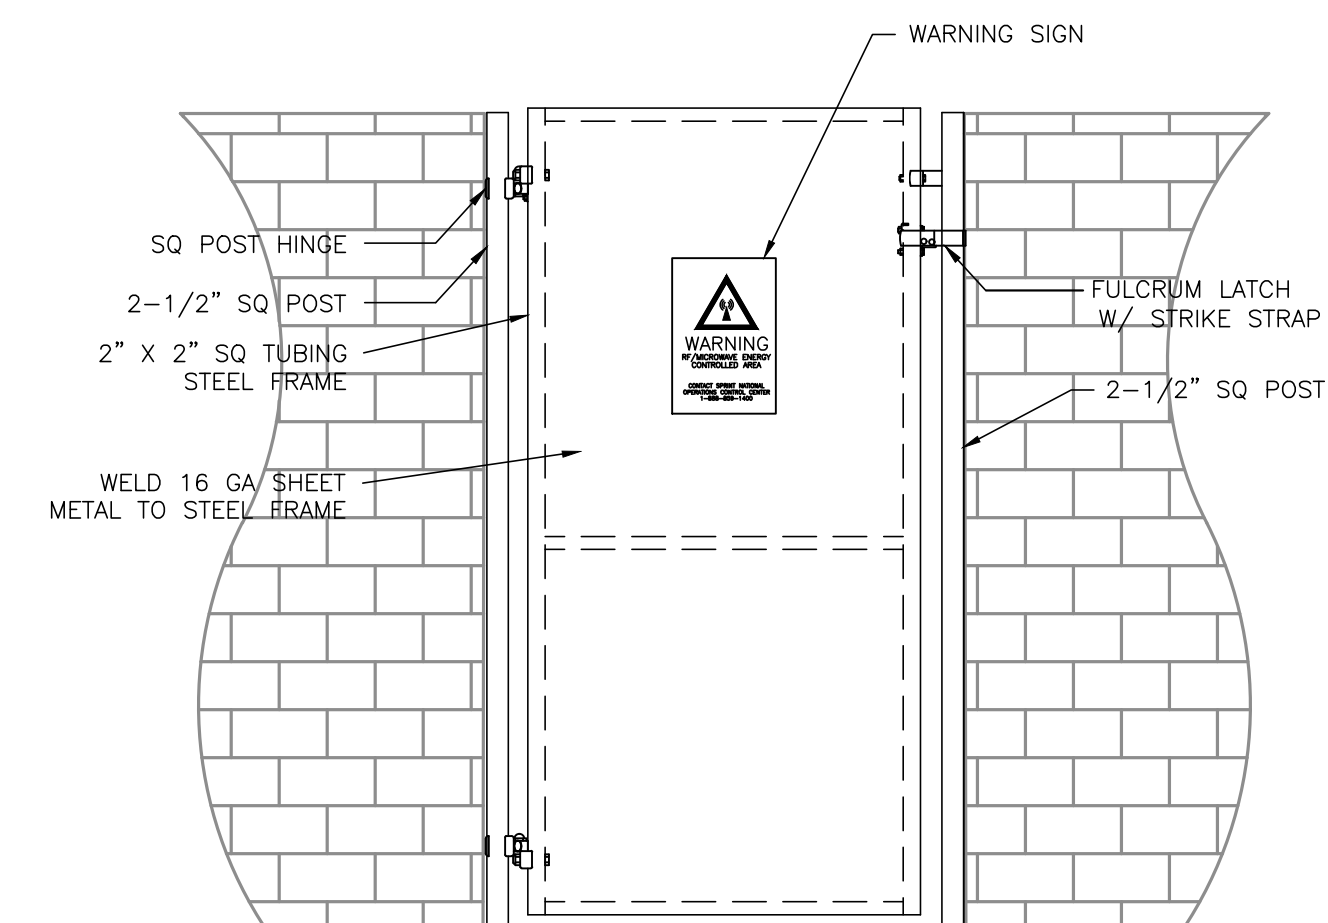 WARNING SIGN
SQ POST HINGE
2-1/2" SQ POST
2" X 2" SQ TUBING
STEEL FRAME
WELD 16 GA SHEET
METAL TO STEEL FRAME
WARNING
RF/MICROWAVE ENERGY
CONTROLLED AREA
CONTACT SPRINT NATIONAL
OPERATIONS CONTROL CENTER
FULCRUM LATCH
W/ STRIKE STRAP
2-1/2" SQ POST